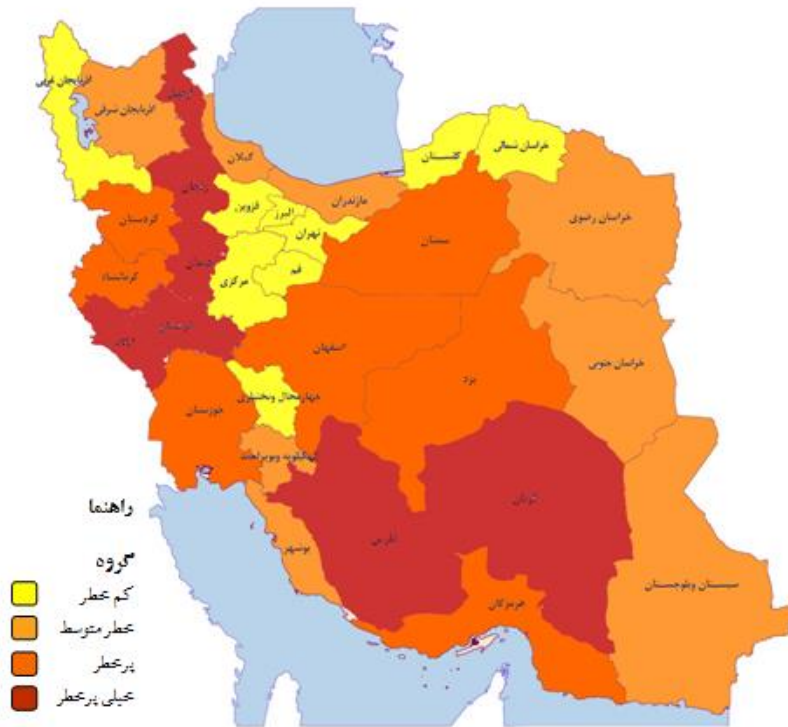 آذربایجان غربی
آذربایجان شرقی
اردبیل
گیلان
زنجان
گلستان
خراسان شمالی
مازندران
قزوین
البرز
تهران
کردستان
سمنان
خراسان رضوی
همدان
قم
مرکزی
کرمانشاه
لرستان
ایلام
اصفهان
خراسان جنوبی
یزد
چهارمحال وبختیاری
خوزستان
کهگیلویه وبویراحمد
کرمان
فارس
بوشهر
سیستان وبلوچستان
هرمزگان
راهنما
گروه
کم خطر
خطر متوسط
پرخطر
خیلی پرخطر